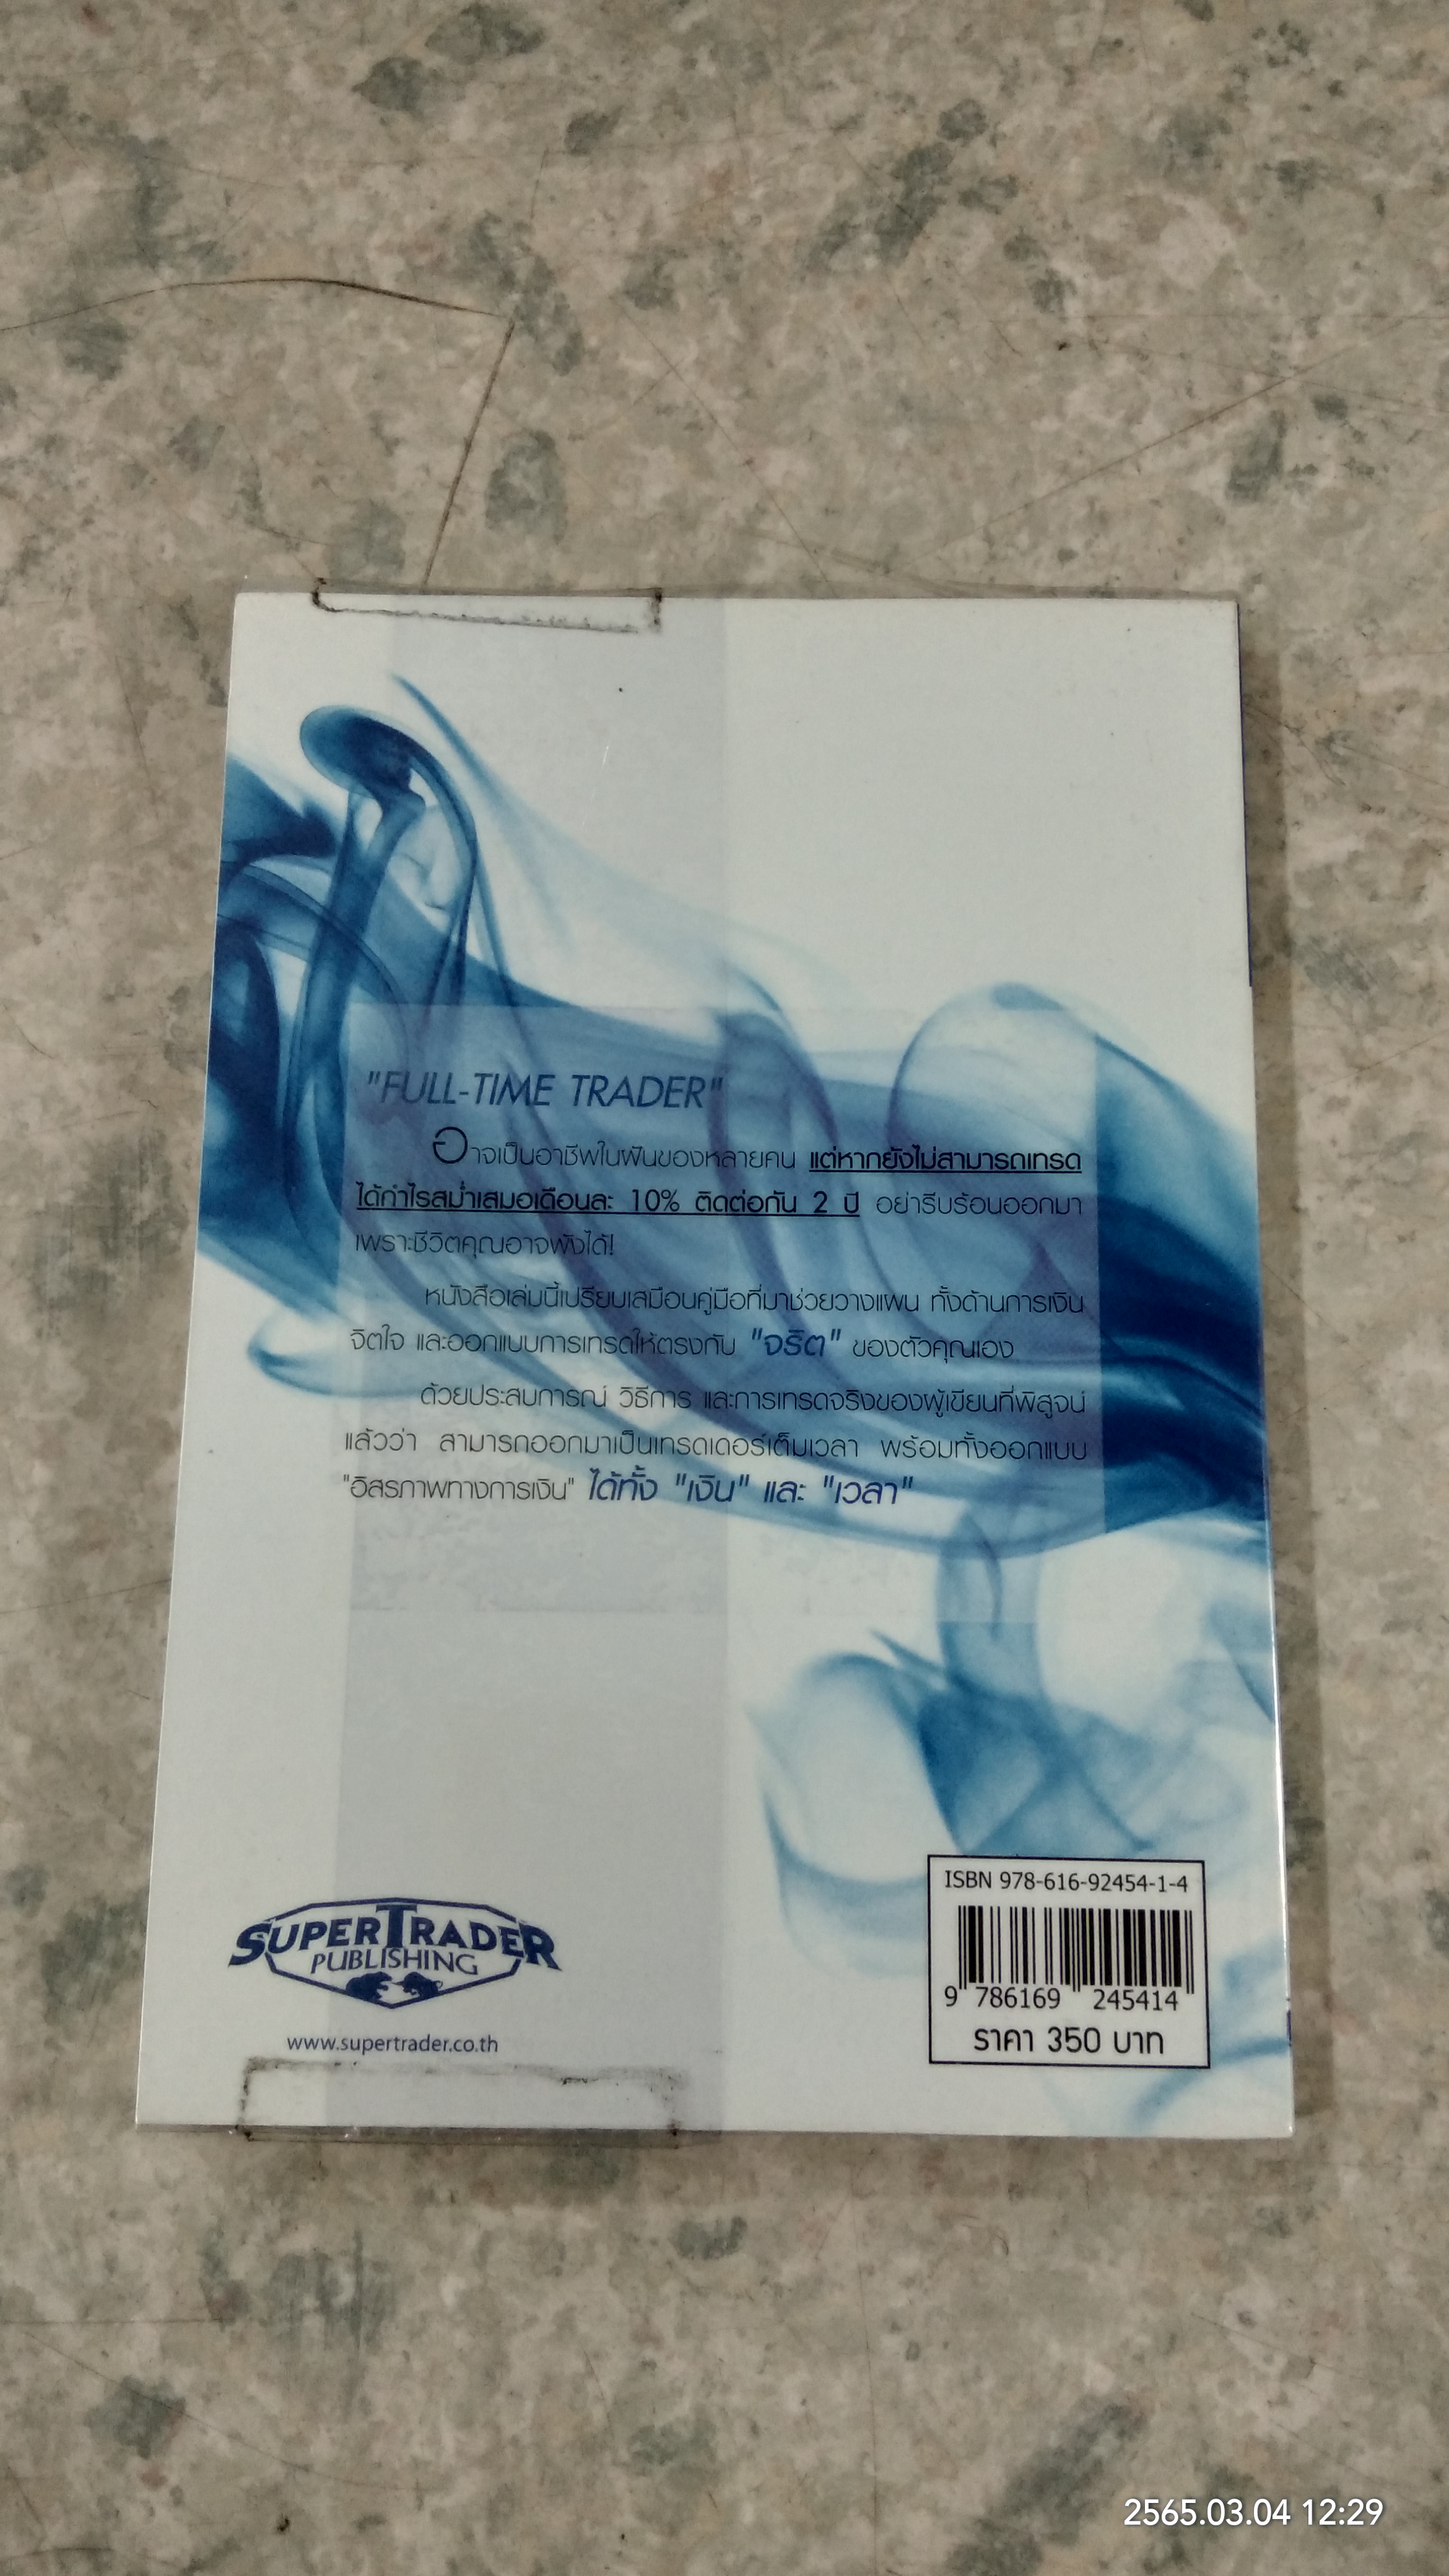 "FULL-TIME TRADER"
อาจเป็นอาชีพในฝันของหลายคน แต่หากยังไม่สามารถเทรด
ได้กำไรสม่ำเสมอเดือนละ 10% ติดต่อกัน 2 ปี อย่ารีบร้อนออกมา
เพราะชีวิตคุณอาจพังได้!
หนังสือเล่มนี้เปรียบเสมือนคู่มือที่มาช่วยวางแผน ทั้งด้านการเงิน
จิตใจ และออกแบบการเทรดให้ตรงกับ "จริต" ของตัวคุณเอง
ด้วยประสบการณ์ วิธีการ และการเทรดจริงของผู้เขียนที่พิสูจน์
แล้วว่า สามารถออกมาเป็นเทรดเดอร์เต็มเวลา พร้อมทั้งออกแบบ
"อิสรภาพทางการเงิน" ได้ทั้ง "เงิน" และ "เวลา"
SUPERTRADER
PUBLISHING
www.supertrader.co.th
ISBN 978-616-92454-1-4
9 786169 245414
ราคา 350 บาท
2565.03.04 12:29